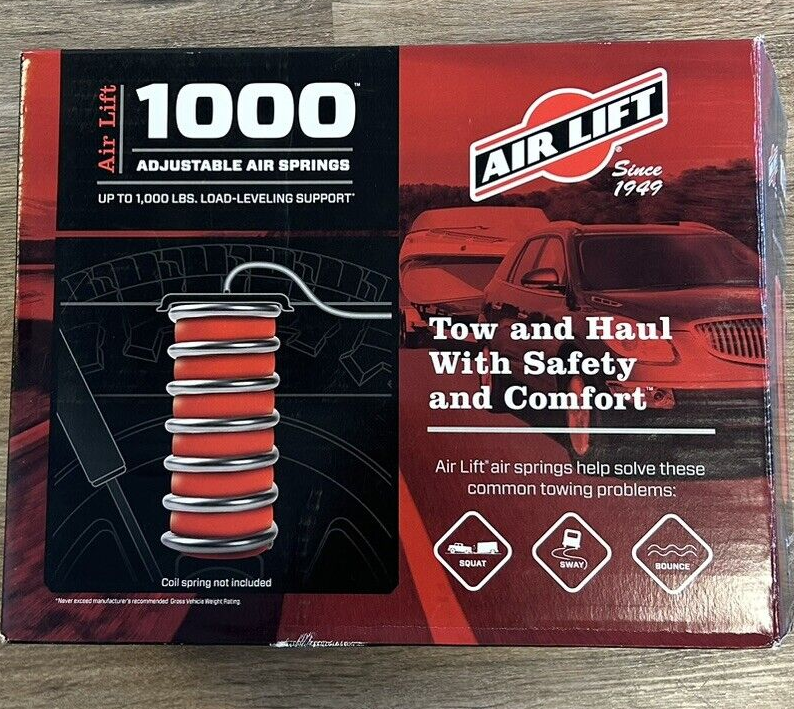 Air Lift
1000™
ADJUSTABLE AIR SPRINGS
UP TO 1,000 LBS. LOAD-LEVELING SUPPORT*
AIR LIFT®
Since
1949
Tow and Haul
With Safety
and Comfort™
Air Lift® air springs help solve these
common towing problems:
SQUAT
SWAY
BOUNCE
Coil spring not included
*Never exceed manufacturer's recommended Gross Vehicle Weight Rating.